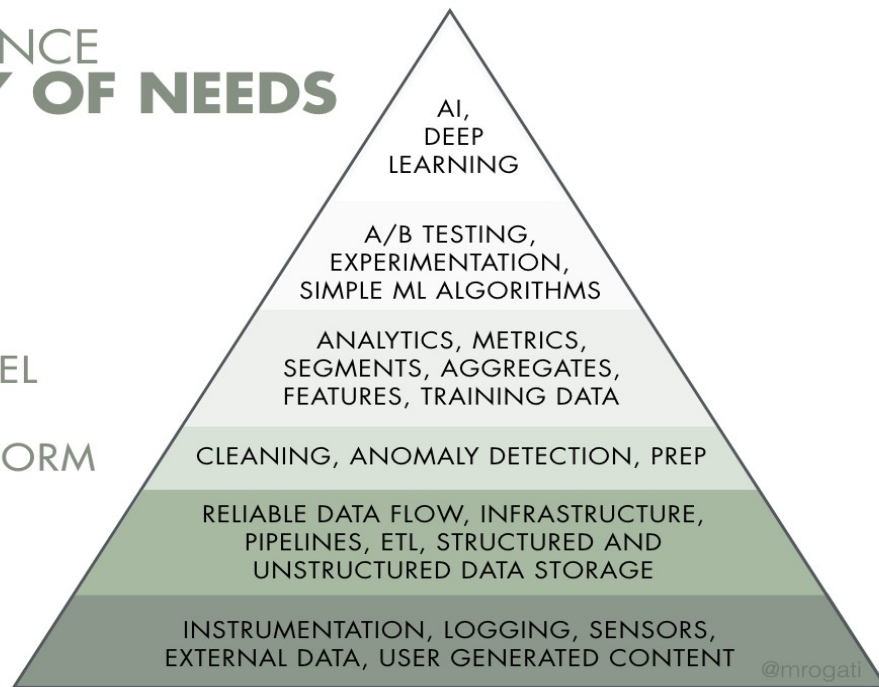 NCE
Y OF NEEDS
AI,
DEEP
LEARNING
A/B TESTING,
EXPERIMENTATION,
SIMPLE ML ALGORITHMS
EL
ANALYTICS, METRICS,
SEGMENTS, AGGREGATES,
FEATURES, TRAINING DATA
ORM
CLEANING, ANOMALY DETECTION, PREP
RELIABLE DATA FLOW, INFRASTRUCTURE,
PIPELINES, ETL, STRUCTURED AND
UNSTRUCTURED DATA STORAGE
INSTRUMENTATION, LOGGING, SENSORS,
EXTERNAL DATA, USER GENERATED CONTENT
@mrogati